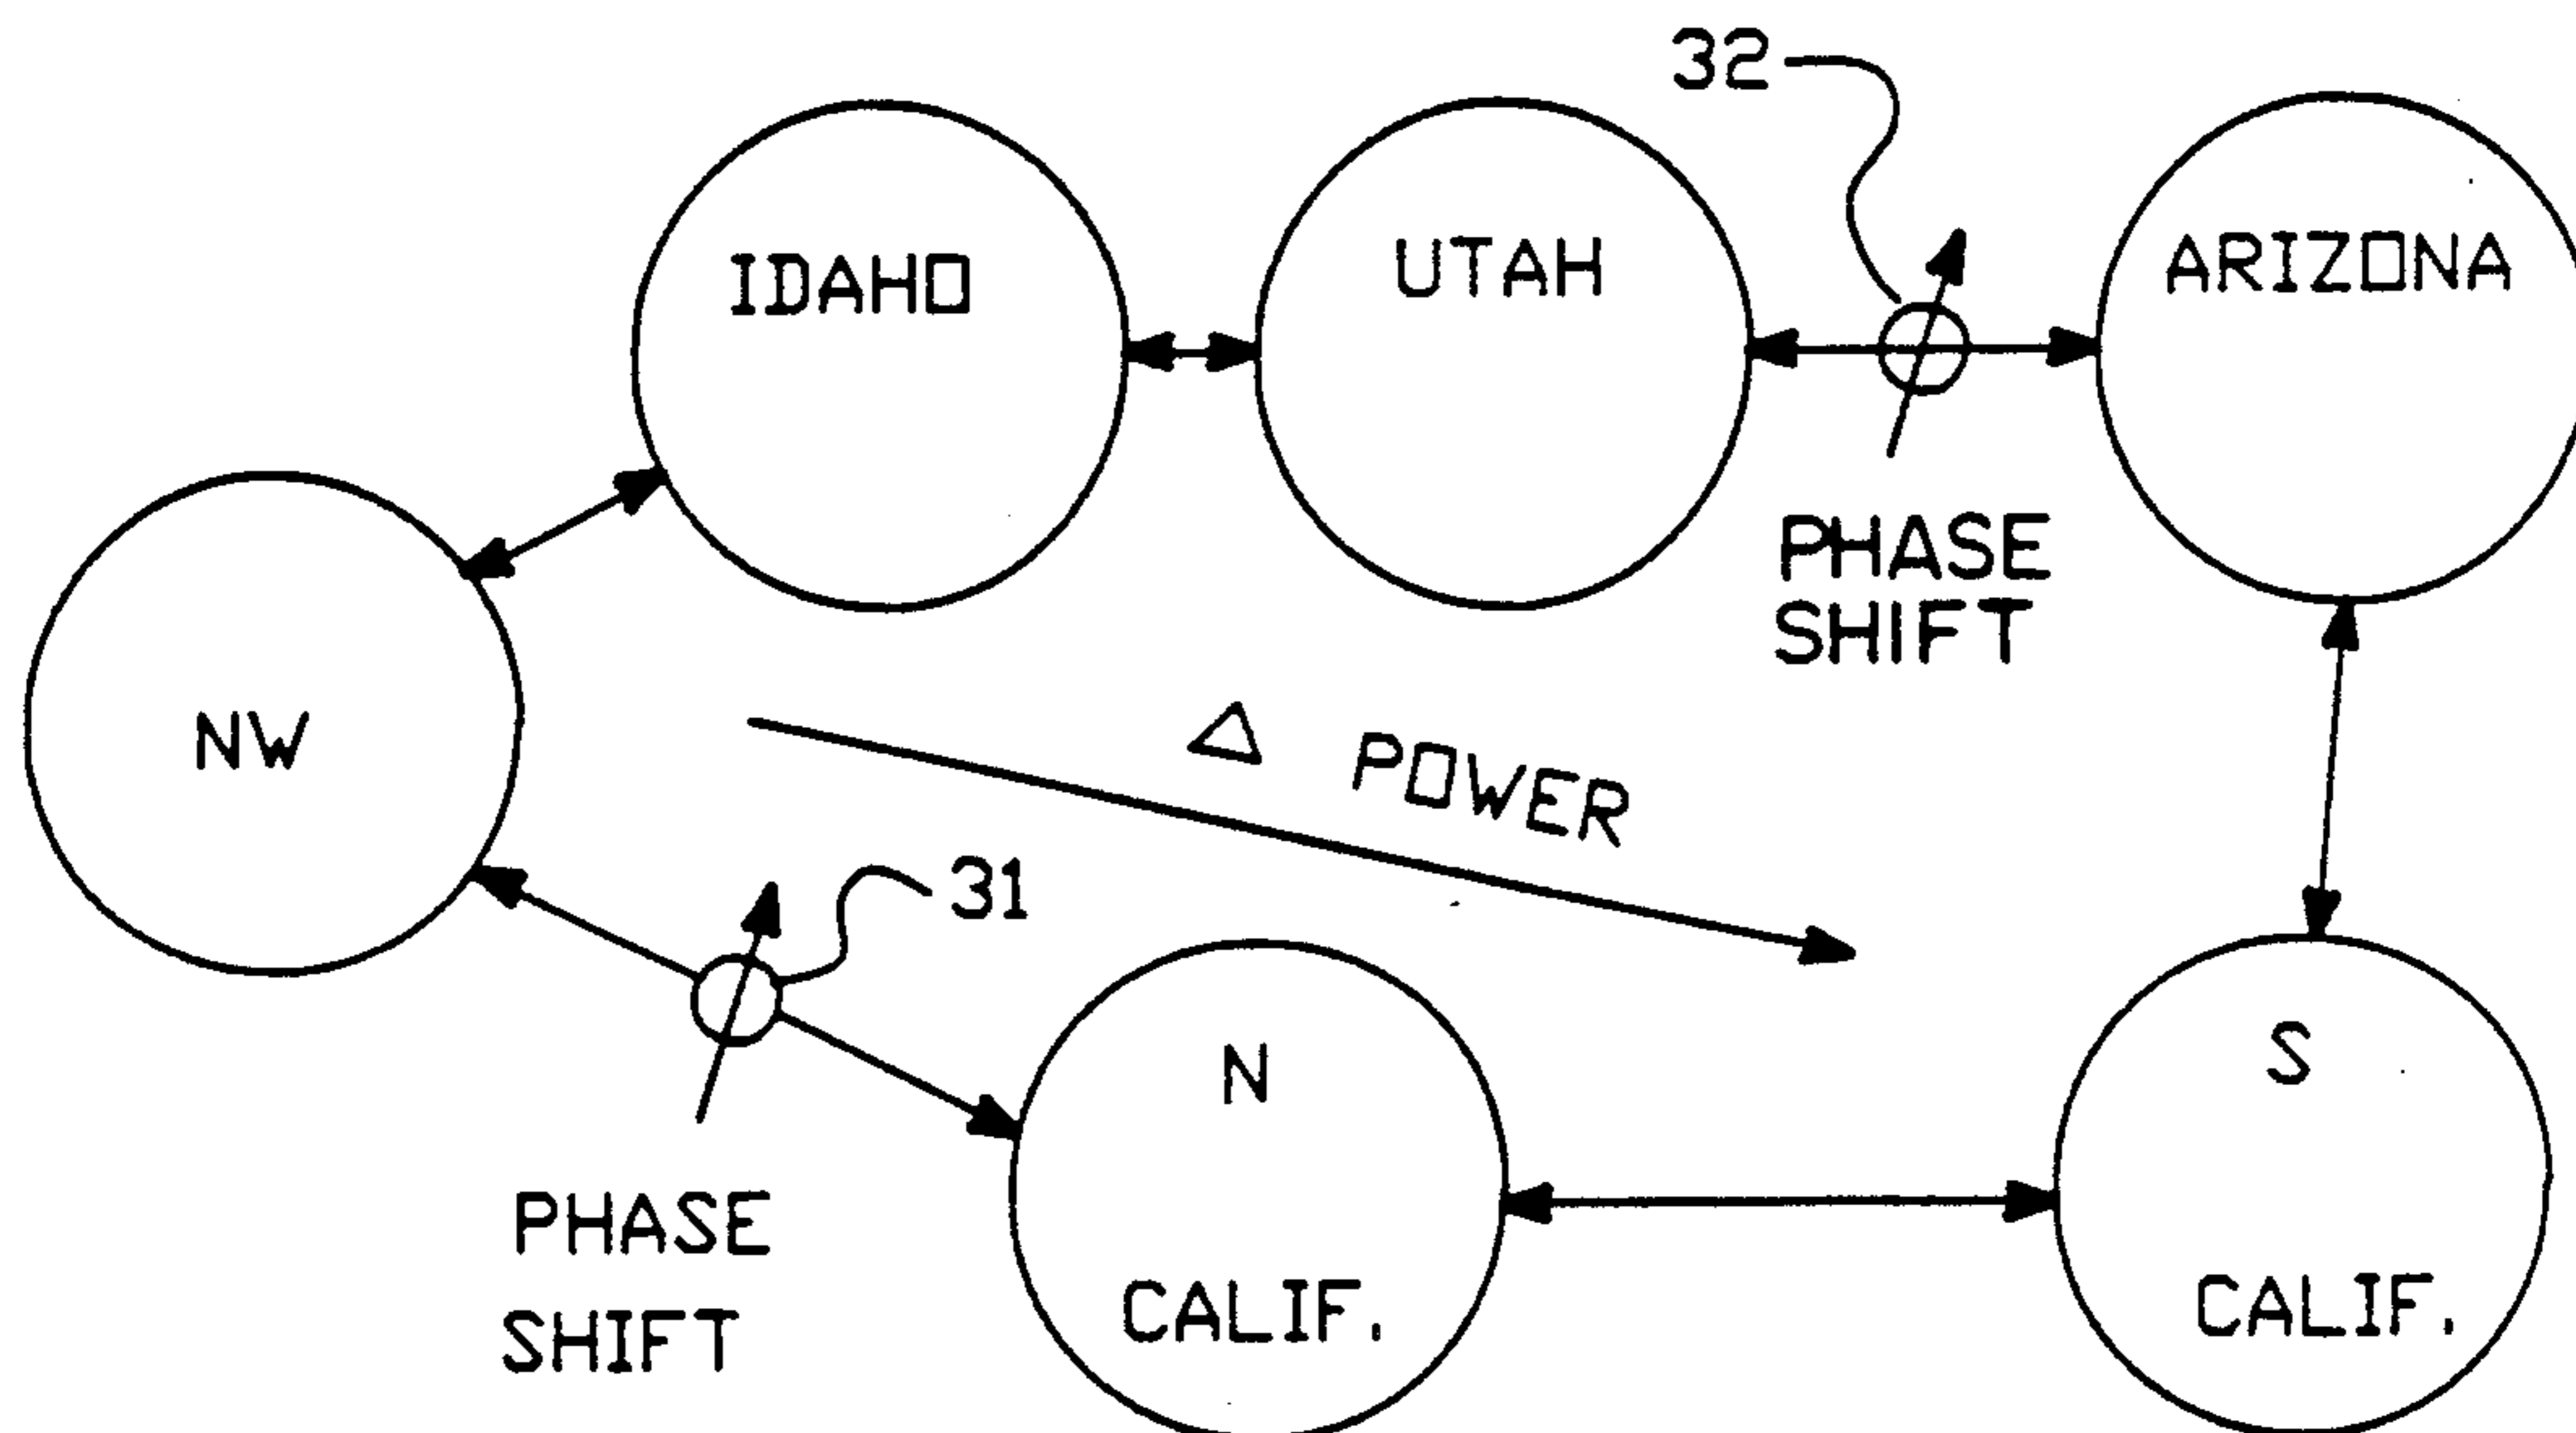 32
IDAHO
UTAH
ARIZONA
PHASE
SHIFT
NW
Δ POWER
31
N
CALIF.
S
CALIF.
PHASE
SHIFT